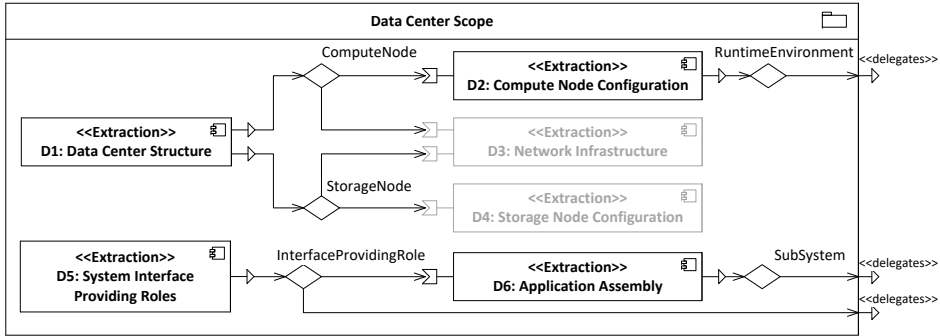 Data Center Scope
ComputeNode
RuntimeEnvironment
<<delegates>>
<<Extraction>>
D2: Compute Node Configuration
<<Extraction>>
D1: Data Center Structure
<<Extraction>>
D3: Network Infrastructure
StorageNode
<<Extraction>>
D4: Storage Node Configuration
<<Extraction>>
D5: System Interface
Providing Roles
InterfaceProvidingRole
<<Extraction>>
D6: Application Assembly
SubSystem
<<delegates>>
<<delegates>>